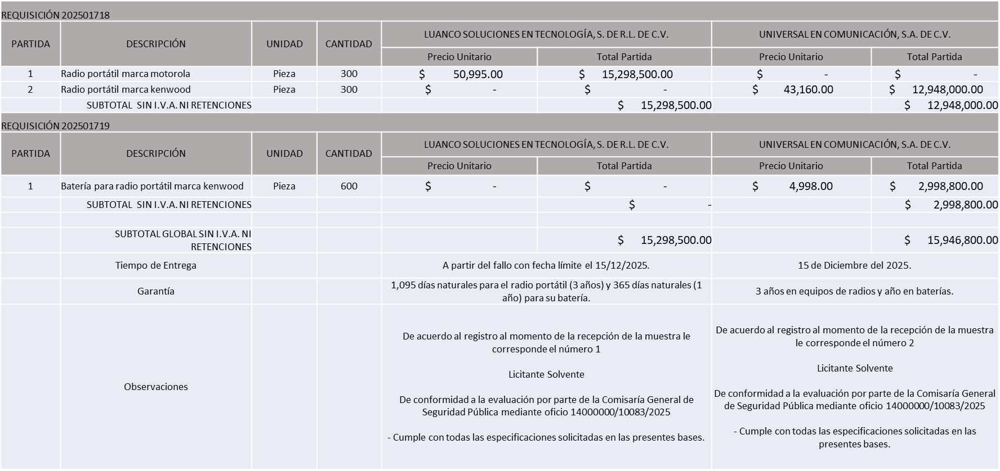 REQUISICIÓN 202501718
PARTIDA DESCRIPCIÓN UNIDAD CANTIDAD LUANCO SOLUCIONES EN TECNOLOGÍA, S. DE R.L. DE C.V. UNIVERSAL EN COMUNICACIÓN, S.A. DE C.V.
Precio Unitario Total Partida Precio Unitario Total Partida
1 Radio portátil marca motorola Pieza 300 $ 50,995.00 $ 15,298,500.00 $ - $ -
2 Radio portátil marca kenwood Pieza 300 $ - $ - $ 43,160.00 $ 12,948,000.00
SUBTOTAL SIN I.V.A. NI RETENCIONES $ 15,298,500.00 $ 12,948,000.00
REQUISICIÓN 202501719
PARTIDA DESCRIPCIÓN UNIDAD CANTIDAD LUANCO SOLUCIONES EN TECNOLOGÍA, S. DE R.L. DE C.V. UNIVERSAL EN COMUNICACIÓN, S.A. DE C.V.
Precio Unitario Total Partida Precio Unitario Total Partida
1 Batería para radio portátil marca kenwood Pieza 600 $ - $ - $ 4,998.00 $ 2,998,800.00
SUBTOTAL SIN I.V.A. NI RETENCIONES $ - $ 2,998,800.00
SUBTOTAL GLOBAL SIN I.V.A. NI
RETENCIONES $ 15,298,500.00 $ 15,946,800.00
Tiempo de Entrega A partir del fallo con fecha límite el 15/12/2025. 15 de Diciembre del 2025.
Garantía
1,095 días naturales para el radio portátil (3 años) y 365 días naturales (1
año) para su batería.
3 años en equipos de radios y año en baterías.
Observaciones
De acuerdo al registro al momento de la recepción de la muestra le
corresponde el número 1
Licitante Solvente
De conformidad a la evaluación por parte de la Comisaría General de
Seguridad Pública mediante oficio 14000000/10083/2025
- Cumple con todas las especificaciones solicitadas en las presentes bases.
De acuerdo al registro al momento de la recepción de la muestra
le corresponde el número 2
Licitante Solvente
De conformidad a la evaluación por parte de la Comisaría General
de Seguridad Pública mediante oficio 14000000/10083/2025
- Cumple con todas las especificaciones solicitadas en las
presentes bases.